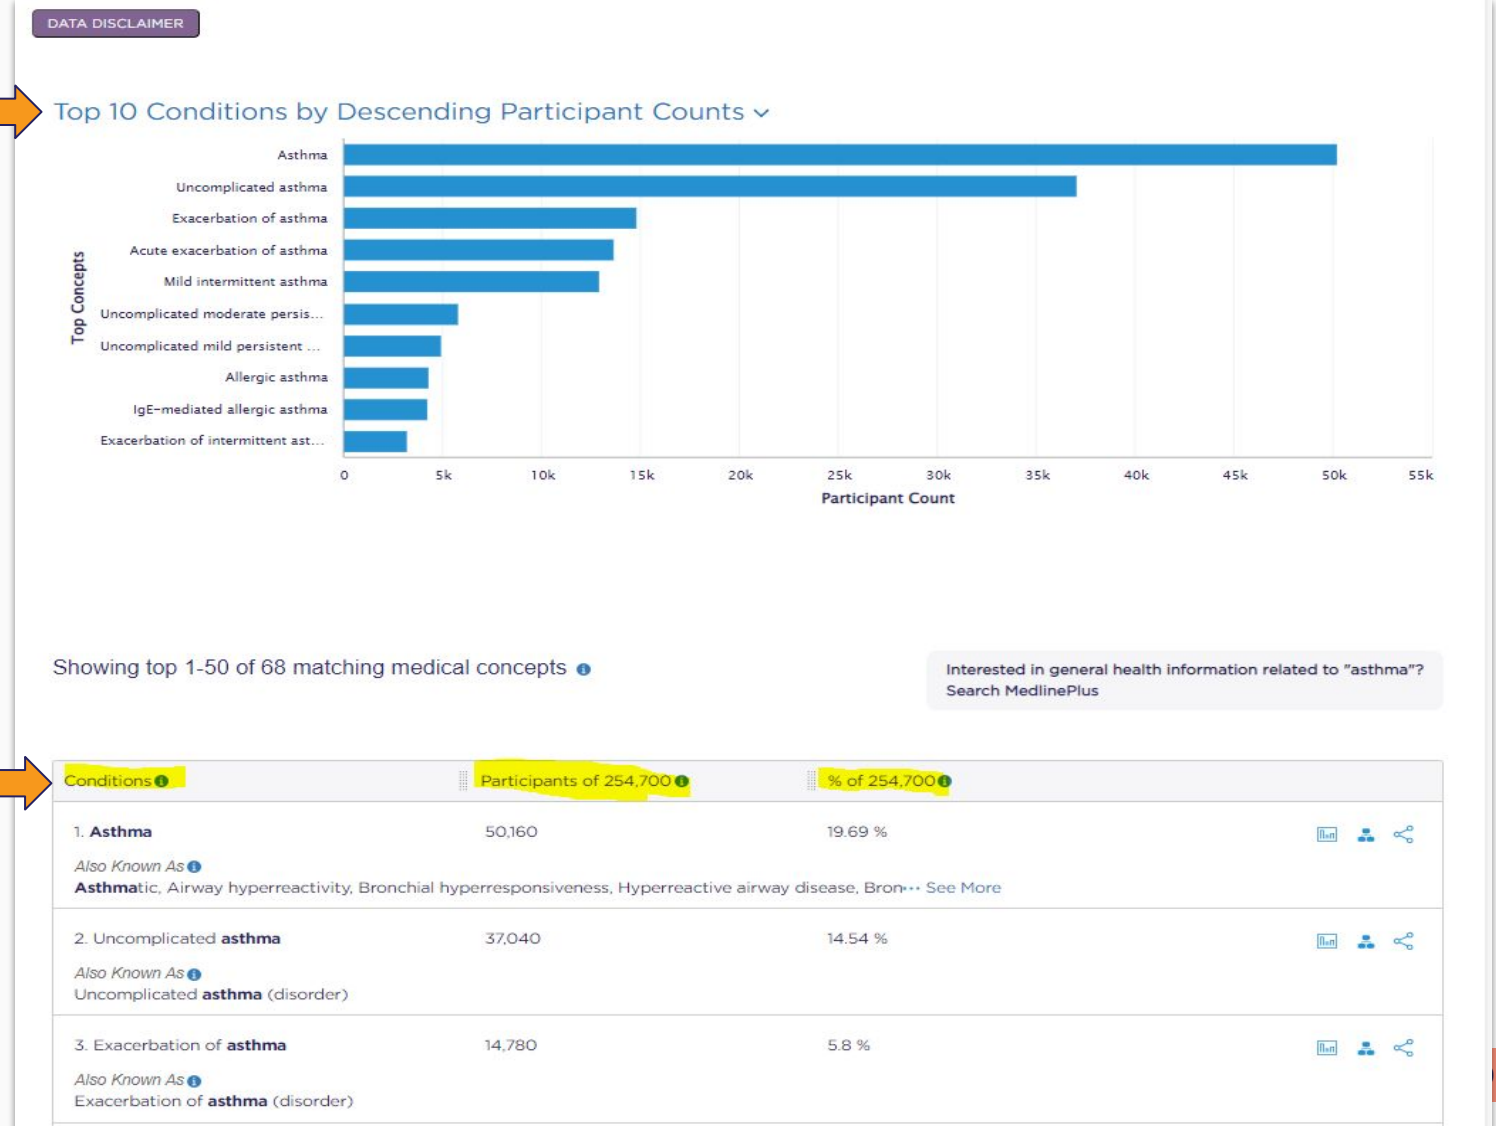 DATA DISCLAIMER
Top 10 Conditions by Descending Participant Counts
Asthma
Uncomplicated asthma
Exacerbation of asthma
Acute exacerbation of asthma
Mild intermittent asthma
Uncomplicated moderate persis...
Uncomplicated mild persistent ...
Allergic asthma
IgE-mediated allergic asthma
Exacerbation of intermittent ast...
Top Concepts
0 5k 10k 15k 20k 25k 30k 35k 40k 45k 50k 55k
Participant Count
Showing top 1-50 of 68 matching medical concepts
Interested in general health information related to "asthma"?
Search MedlinePlus
Conditions Participants of 254,700 % of 254,700
1. Asthma 50,160 19.69 %
Also Known As
Asthmatic, Airway hyperreactivity, Bronchial hyperresponsiveness, Hyperreactive airway disease, Bron··· See More
2. Uncomplicated asthma 37,040 14.54 %
Also Known As
Uncomplicated asthma (disorder)
3. Exacerbation of asthma 14,780 5.8 %
Also Known As
Exacerbation of asthma (disorder)